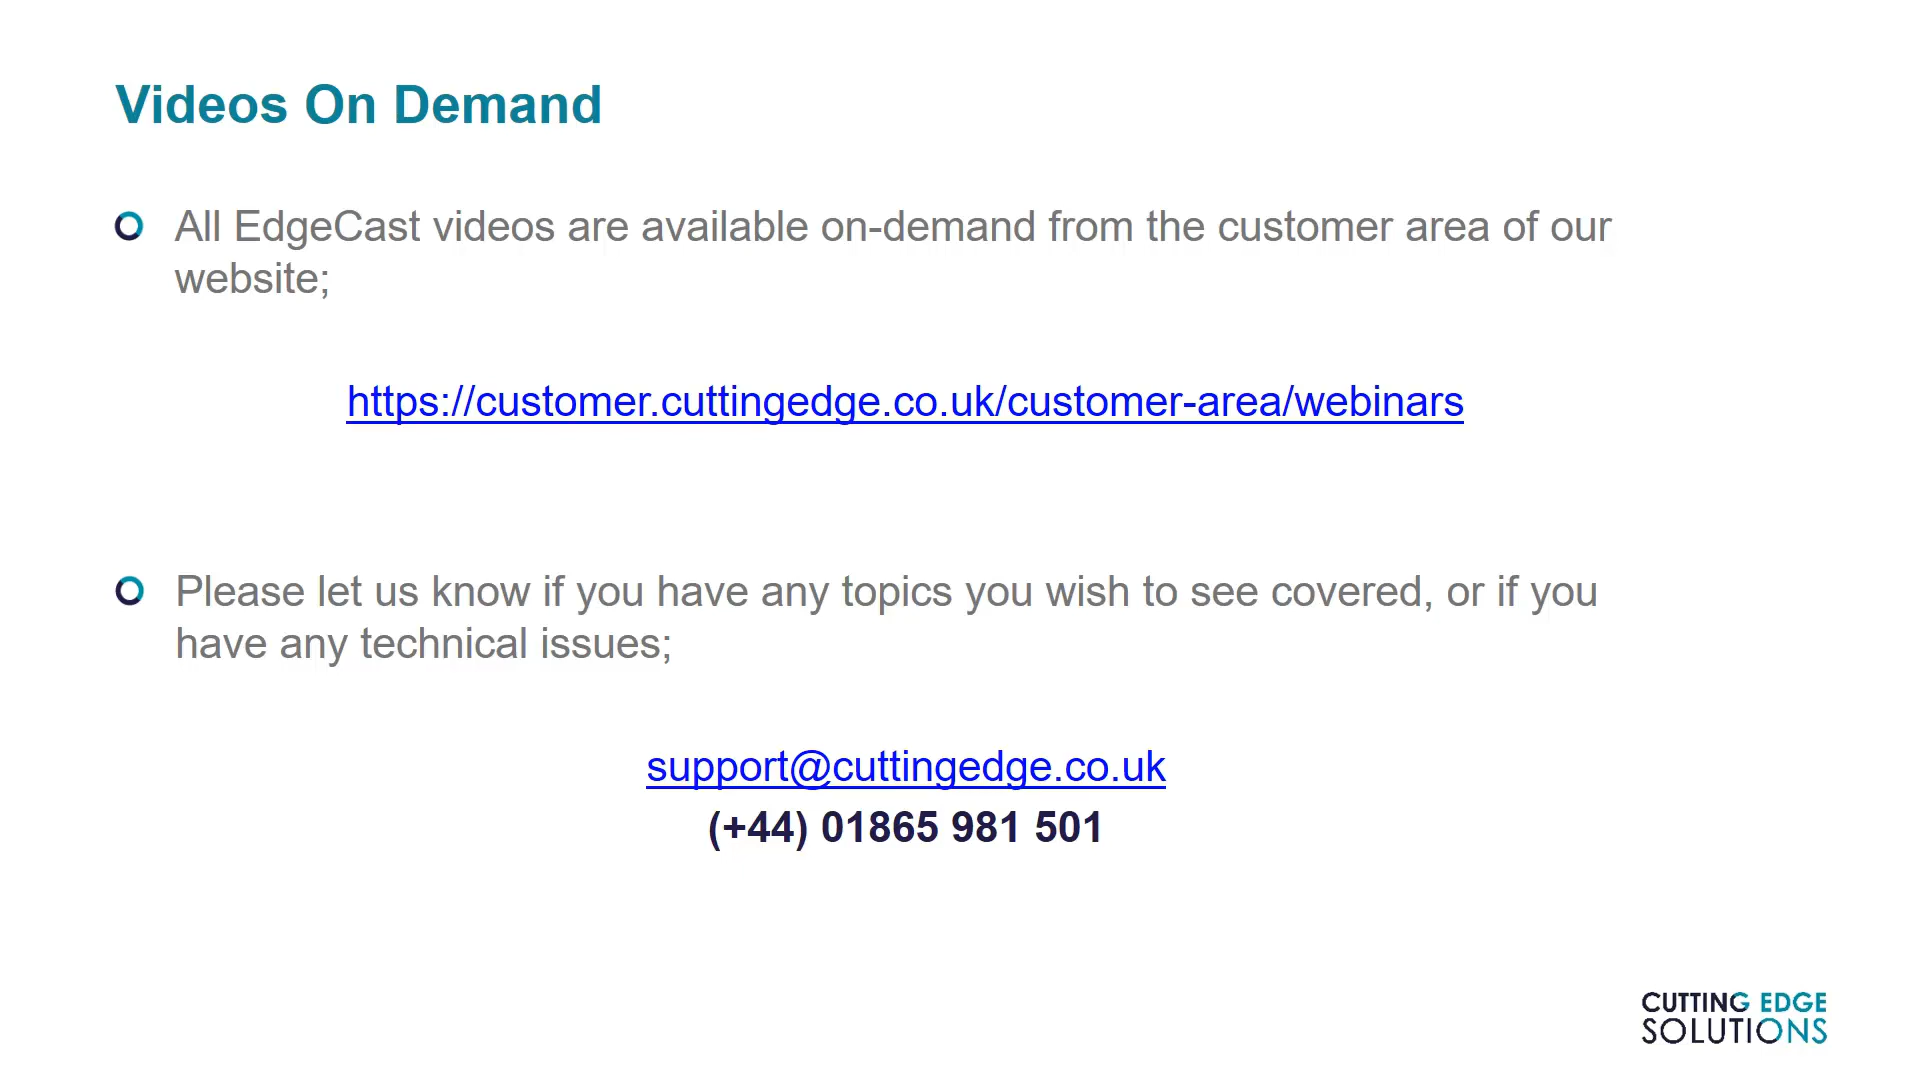 Videos On Demand
All EdgeCast videos are available on-demand from the customer area of our
website;
https://customer.cuttingedge.co.uk/customer-area/webinars
Please let us know if you have any topics you wish to see covered, or if you
have any technical issues;
support@cuttingedge.co.uk
(+44) 01865 981 501
CUTTING EDGE
SOLUTIONS